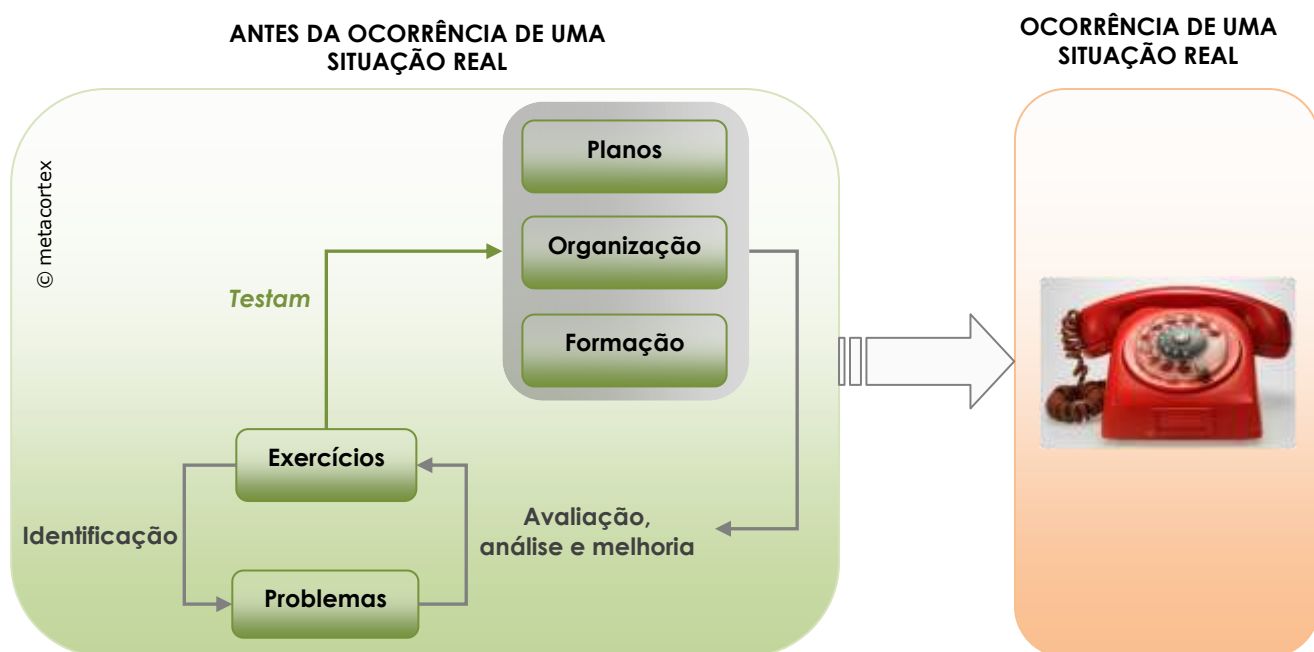 ANTES DA OCORRÊNCIA DE UMA
SITUAÇÃO REAL
OCORRÊNCIA DE UMA
SITUAÇÃO REAL
© metacortex
Planos
Organização
Formação
Testam
Exercícios
Identificação
Avaliação,
análise e melhoria
Problemas